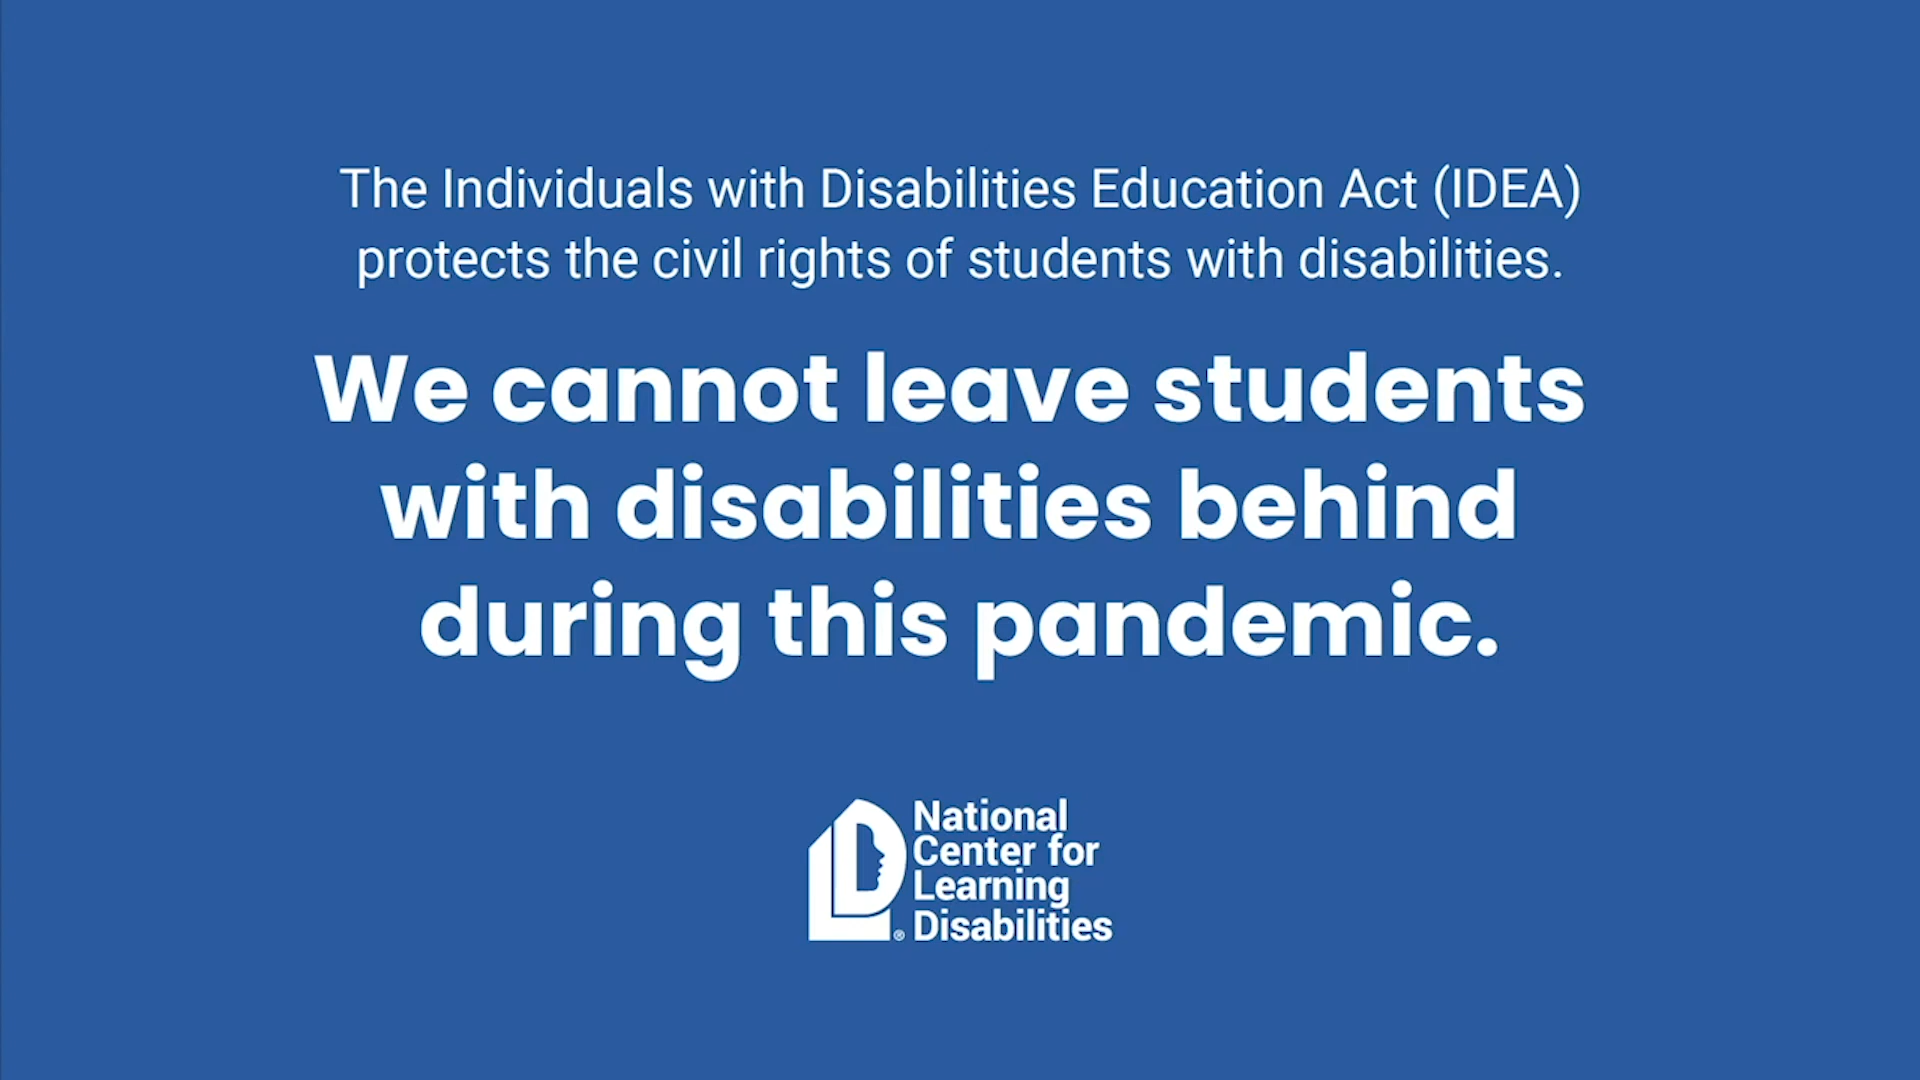 The Individuals with Disabilities Education Act (IDEA)
protects the civil rights of students with disabilities.
We cannot leave students
with disabilities behind
during this pandemic.
LD®
National
Center for
Learning
Disabilities